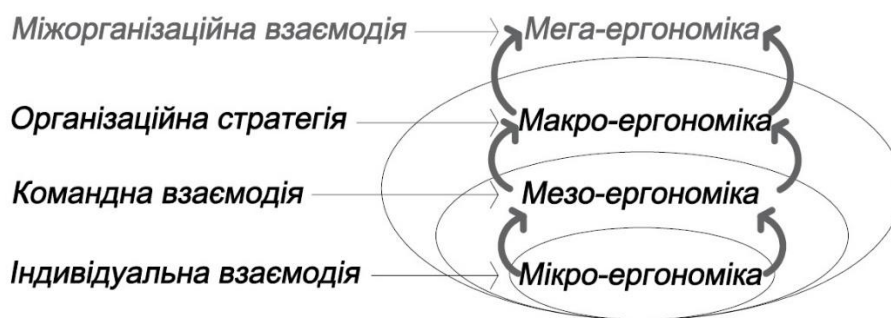 Міжорганізаційна взаємодія Мега-ергономіка
Організаційна стратегія Макро-ергономіка
Командна взаємодія Мезо-ергономіка
Індивідуальна взаємодія Мікро-ергономіка